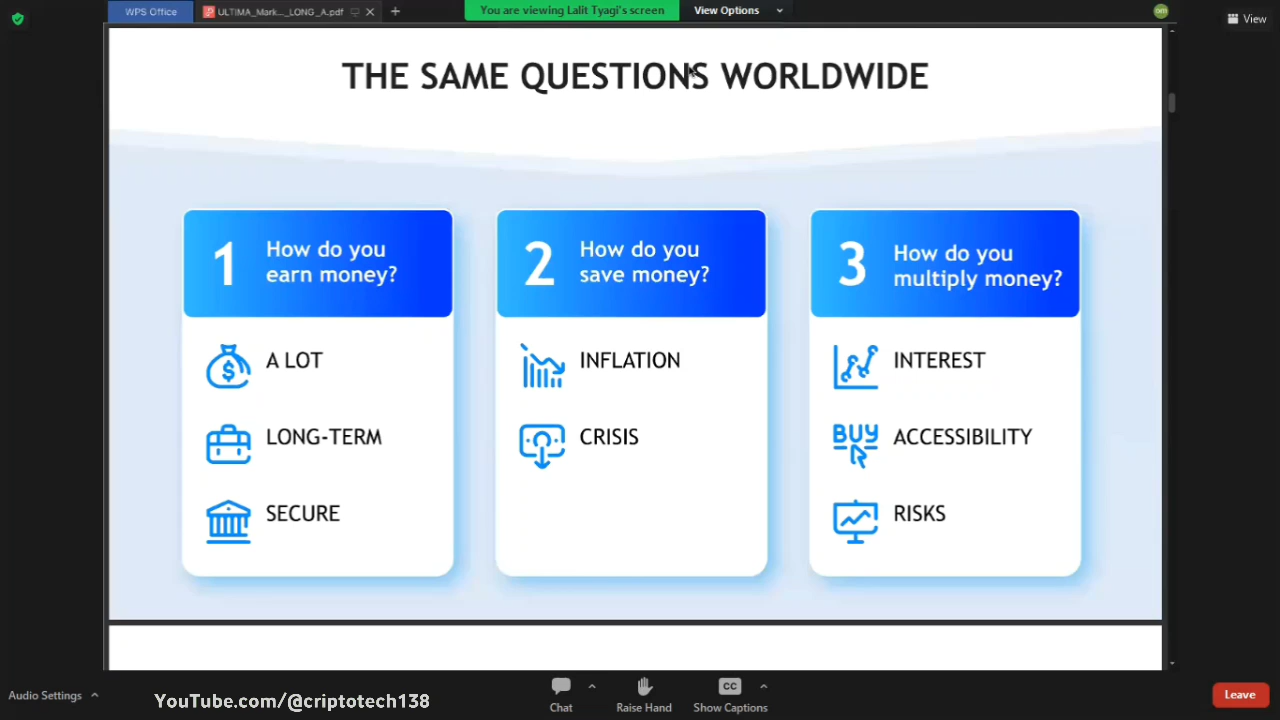 WPS Office
ULTIMA_Mark..._LONG_A.pdf
You are viewing Lalit Tyagi's screen
View Options
om
View
THE SAME QUESTIONS WORLDWIDE
1
How do you
earn money?
A LOT
LONG-TERM
SECURE
2
How do you
save money?
INFLATION
CRISIS
3
How do you
multiply money?
INTEREST
BUY
ACCESSIBILITY
RISKS
Audio Settings
YouTube.com/@criptotech138
Chat
Raise Hand
CC
Show Captions
Leave